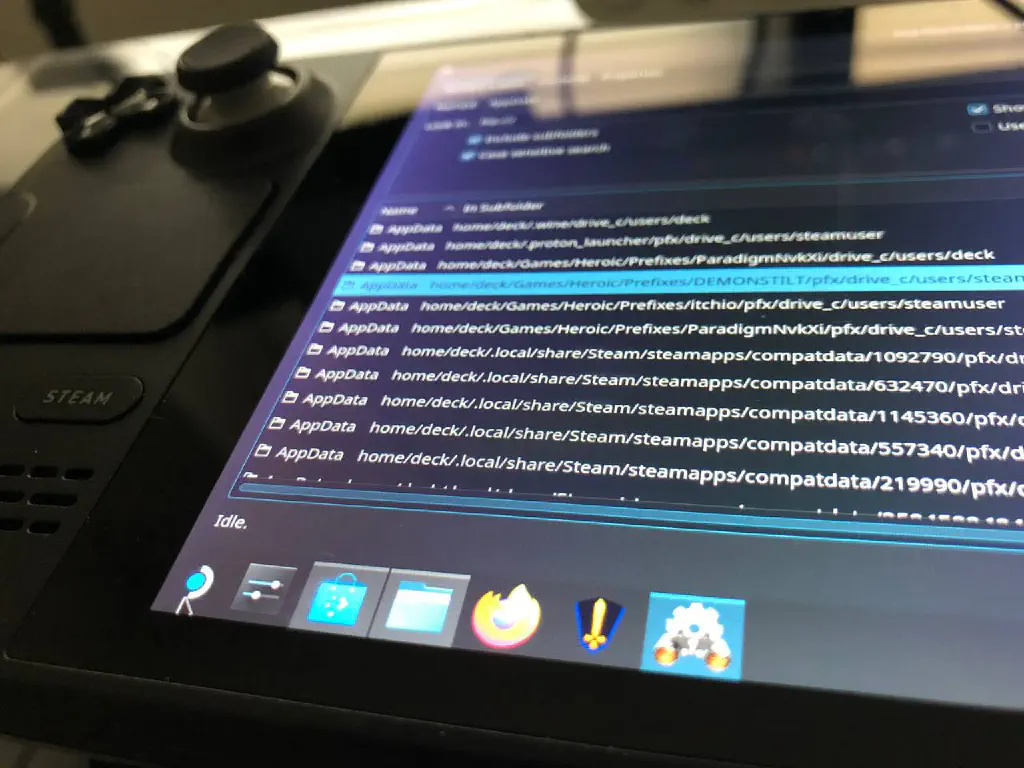 Look in:
Include subfolders
Case sensitive search
Use
Name In Subfolder
AppData home/deck/.wine/drive_c/users/deck
AppData home/deck/.proton_launcher/pfx/drive_c/users/steamuser
AppData home/deck/Games/Heroic/Prefixes/ParadigmNvkXi/drive_c/users/deck
AppData home/deck/Games/Heroic/Prefixes/DEMONSTILT/pfx/drive_c/users/steam
AppData home/deck/Games/Heroic/Prefixes/itchio/pfx/drive_c/users/steamuser
AppData home/deck/Games/Heroic/Prefixes/ParadigmNvkXi/pfx/drive_c/users/st
AppData home/deck/.local/share/Steam/steamapps/compatdata/1092790/pfx/dr
AppData home/deck/.local/share/Steam/steamapps/compatdata/632470/pfx/dri
AppData home/deck/.local/share/Steam/steamapps/compatdata/1145360/pfx/d
AppData home/deck/.local/share/Steam/steamapps/compatdata/557340/pfx/d
AppData home/deck/.local/share/Steam/steamapps/compatdata/219990/pfx/
Idle.
STEAM